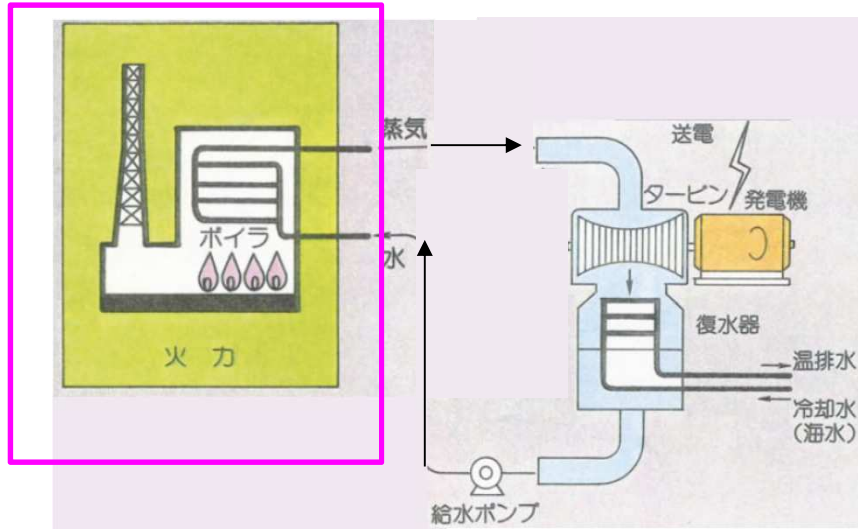 蒸気
送電
タービン
発電機
ボイラ
水
復水器
火力
温排水
冷却水
(海水)
給水ポンプ